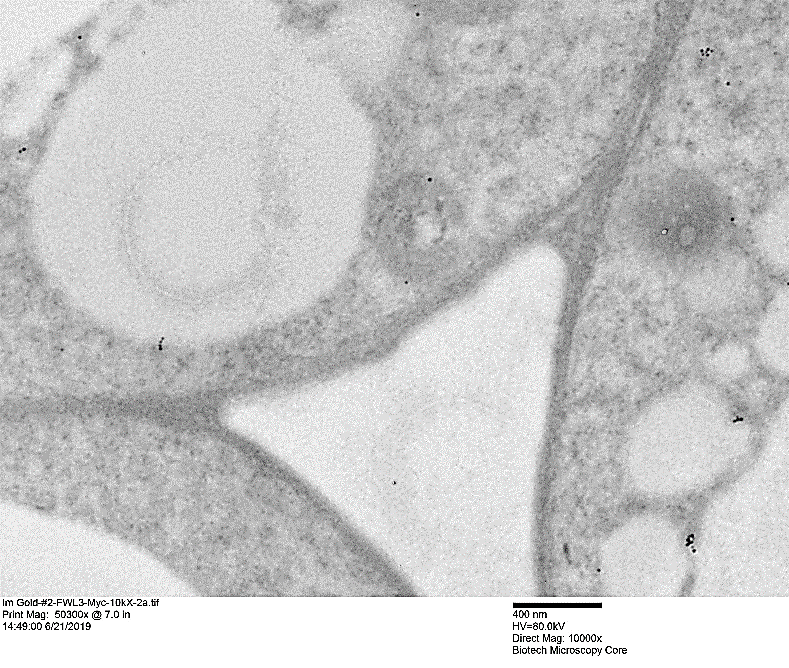 Im Gold-#2-FWL3-Myc-10kX-2a.tif
Print Mag: 50300x @ 7.0 in
14:49:00 6/21/2019
400 nm
HV=80.0kV
Direct Mag: 10000x
Biotech Microscopy Core